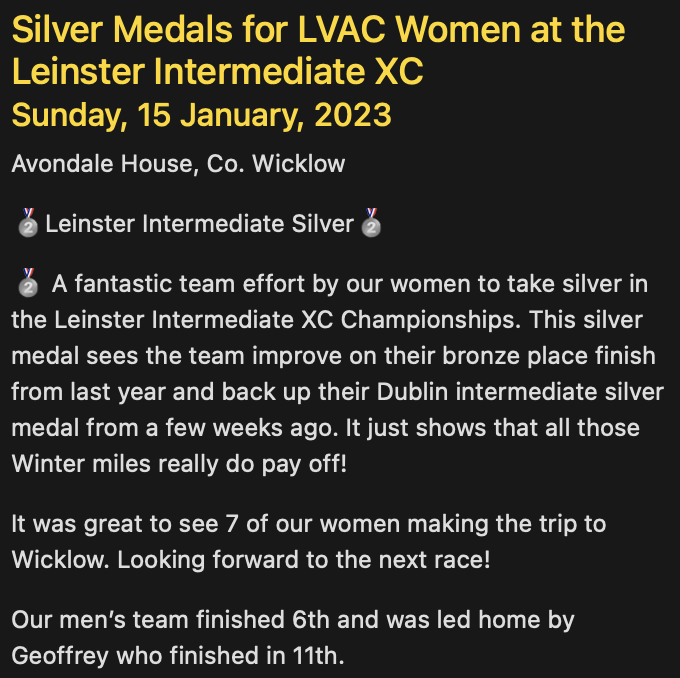 Silver Medals for LVAC Women at the
Leinster Intermediate XC
Sunday, 15 January, 2023
Avondale House, Co. Wicklow
🥈 Leinster Intermediate Silver 🥈
🥈 A fantastic team effort by our women to take silver in
the Leinster Intermediate XC Championships. This silver
medal sees the team improve on their bronze place finish
from last year and back up their Dublin intermediate silver
medal from a few weeks ago. It just shows that all those
Winter miles really do pay off!
It was great to see 7 of our women making the trip to
Wicklow. Looking forward to the next race!
Our men’s team finished 6th and was led home by
Geoffrey who finished in 11th.